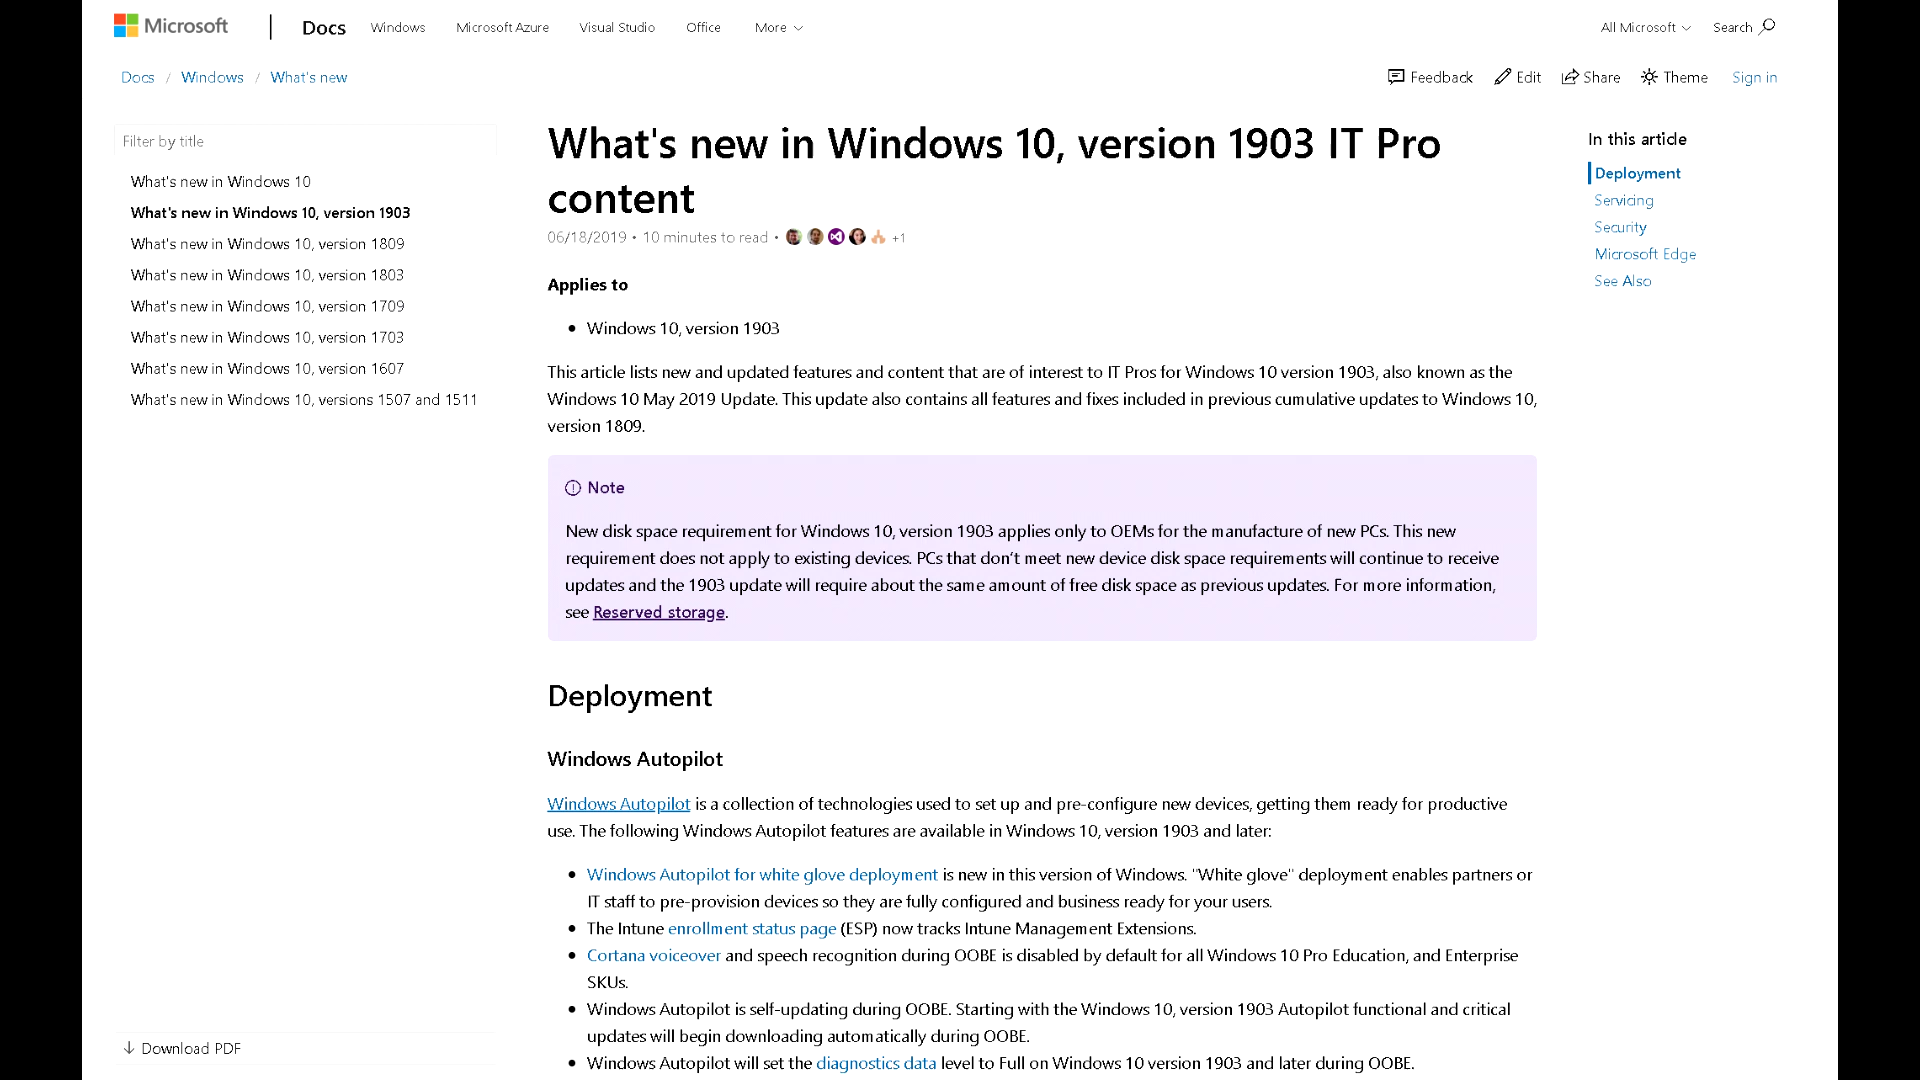 Microsoft
Docs
Windows
Microsoft Azure
Visual Studio
Office
More
All Microsoft
Search
Docs / Windows / What's new
Feedback
Edit
Share
Theme
Sign in
Filter by title
What's new in Windows 10
What's new in Windows 10, version 1903
What's new in Windows 10, version 1809
What's new in Windows 10, version 1803
What's new in Windows 10, version 1709
What's new in Windows 10, version 1703
What's new in Windows 10, version 1607
What's new in Windows 10, versions 1507 and 1511
Download PDF
What's new in Windows 10, version 1903 IT Pro
content
06/18/2019 • 10 minutes to read • +1
Applies to
• Windows 10, version 1903
This article lists new and updated features and content that are of interest to IT Pros for Windows 10 version 1903, also known as the
Windows 10 May 2019 Update. This update also contains all features and fixes included in previous cumulative updates to Windows 10,
version 1809.
Note
New disk space requirement for Windows 10, version 1903 applies only to OEMs for the manufacture of new PCs. This new
requirement does not apply to existing devices. PCs that don’t meet new device disk space requirements will continue to receive
updates and the 1903 update will require about the same amount of free disk space as previous updates. For more information,
see Reserved storage.
Deployment
Windows Autopilot
Windows Autopilot is a collection of technologies used to set up and pre-configure new devices, getting them ready for productive
use. The following Windows Autopilot features are available in Windows 10, version 1903 and later:
• Windows Autopilot for white glove deployment is new in this version of Windows. "White glove" deployment enables partners or
IT staff to pre-provision devices so they are fully configured and business ready for your users.
• The Intune enrollment status page (ESP) now tracks Intune Management Extensions.
• Cortana voiceover and speech recognition during OOBE is disabled by default for all Windows 10 Pro Education, and Enterprise
SKUs.
• Windows Autopilot is self-updating during OOBE. Starting with the Windows 10, version 1903 Autopilot functional and critical
updates will begin downloading automatically during OOBE.
• Windows Autopilot will set the diagnostics data level to Full on Windows 10 version 1903 and later during OOBE.
In this article
Deployment
Servicing
Security
Microsoft Edge
See Also